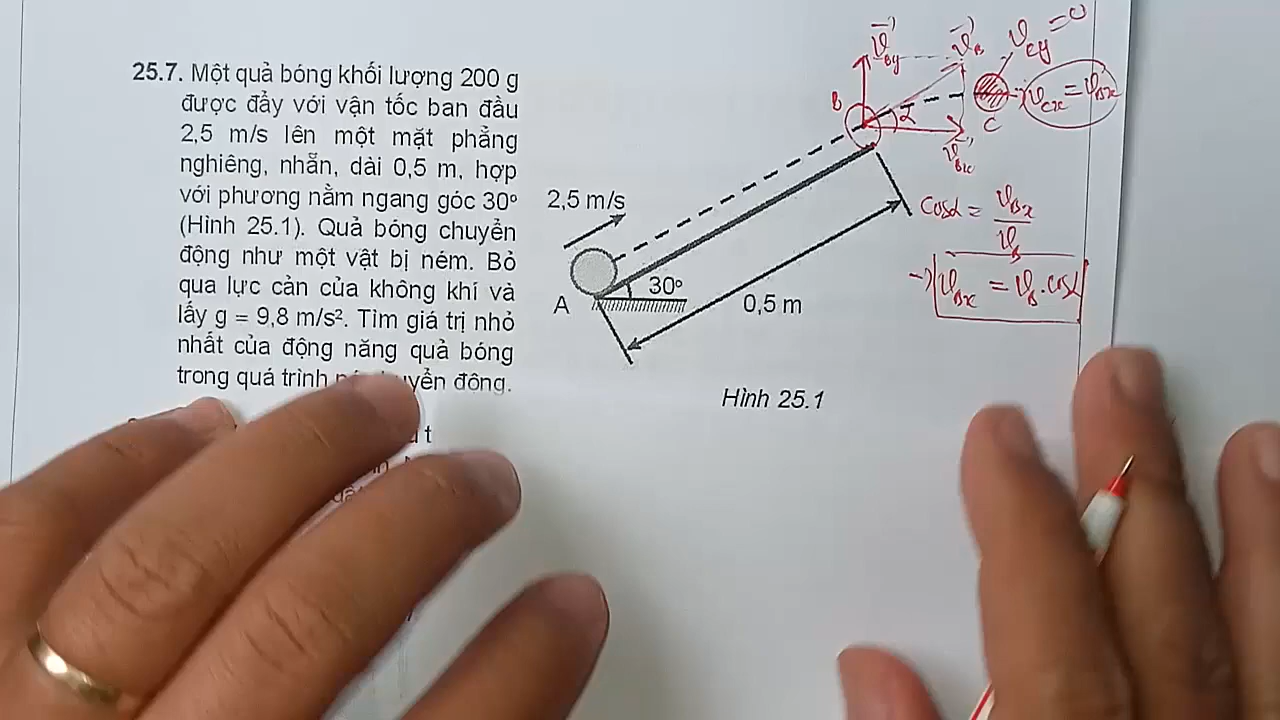 25.7. Một quả bóng khối lượng 200 g
được đẩy với vận tốc ban đầu
2,5 m/s lên một mặt phẳng
nghiêng, nhẵn, dài 0,5 m, hợp
với phương nằm ngang góc 30°
(Hình 25.1). Quả bóng chuyển
động như một vật bị ném. Bỏ
qua lực cản của không khí và
lấy g = 9,8 m/s². Tìm giá trị nhỏ
nhất của động năng quả bóng
trong quá trình
2,5 m/s
A
30°
0,5 m
Hình 25.1
B
v⃗By
v⃗B
vcy = 0
α
C
vcx = vBx
v⃗Bx
cosα = vBx / vB
→ vBx = vB . cosα